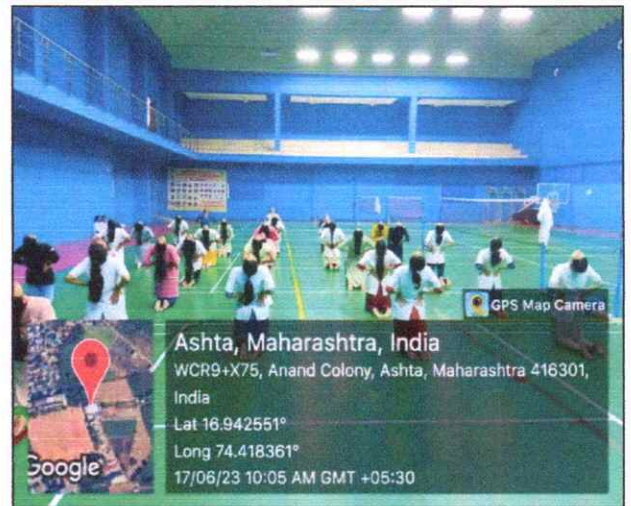 GPS Map Camera
Ashta, Maharashtra, India
WCR9+X75, Anand Colony, Ashta, Maharashtra 416301,
India
Lat 16.942551°
Long 74.418361°
17/06/23 10:05 AM GMT +05:30
Google